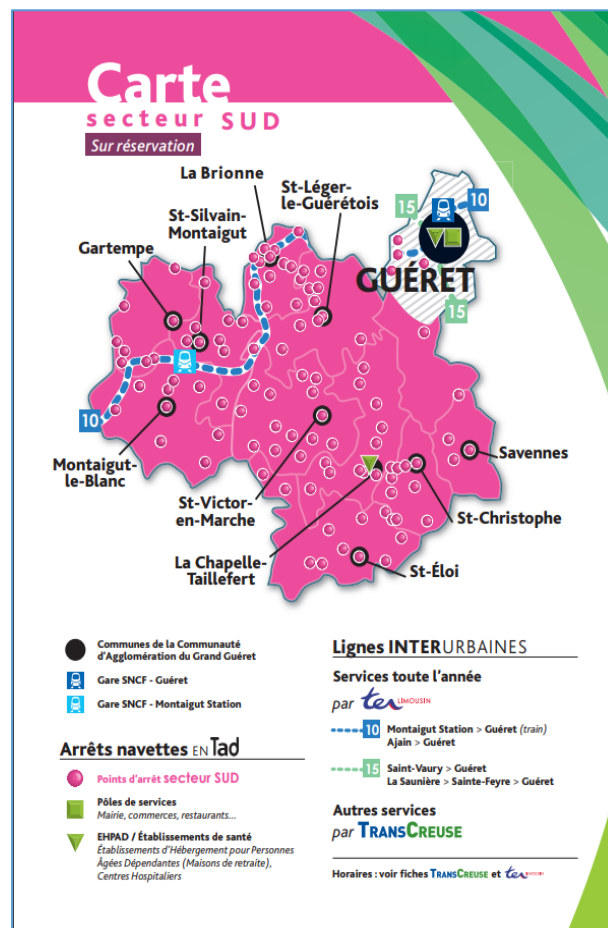 Carte
secteur SUD
Sur réservation
La Brionne
St-Léger-
le-Guérétois
St-Silvain-
Montaigut
Gartempe
10
15
GUÉRET
15
10
Montaigut-
le-Blanc
Savennes
St-Victor-
en-Marche
St-Christophe
La Chapelle-
Taillefert
St-Éloi
Communes de la Communauté
d'Agglomération du Grand Guéret
Gare SNCF - Guéret
Gare SNCF - Montaigut Station
Arrêts navettes EN Tad
Points d'arrêt secteur SUD
Pôles de services
Mairie, commerces, restaurants...
EHPAD / Établissements de santé
Établissements d'Hébergement pour Personnes
Âgées Dépendantes (Maisons de retraite),
Centres Hospitaliers
Lignes INTERURBAINES
Services toute l'année
par ter LIMOUSIN
10 Montaigut Station > Guéret (train)
Ajain > Guéret
15 Saint-Vaury > Guéret
La Saunière > Sainte-Feyre > Guéret
Autres services
par TRANSCREUSE
Horaires : voir fiches TRANSCREUSE et ter LIMOUSIN